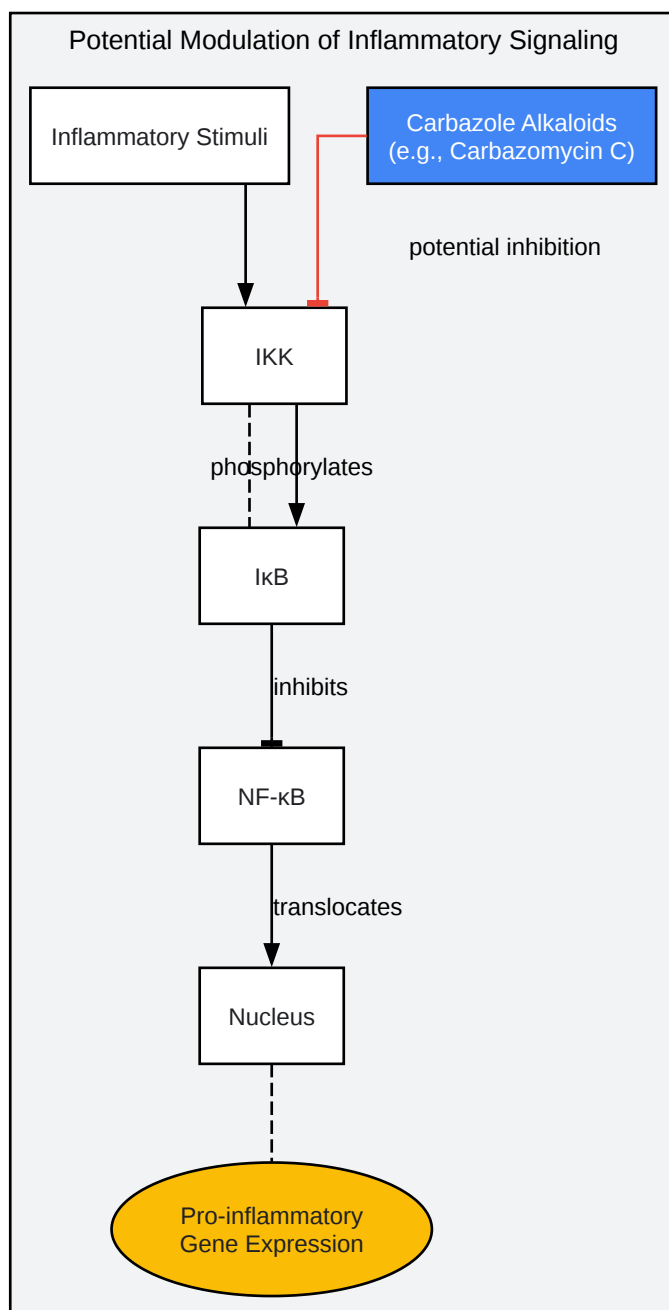 Potential Modulation of Inflammatory Signaling
Inflammatory Stimuli
Carbazole Alkaloids
(e.g., Carbazomycin C)
potential inhibition
IKK
phosphorylates
IκB
inhibits
NF-κB
translocates
Nucleus
Pro-inflammatory
Gene Expression